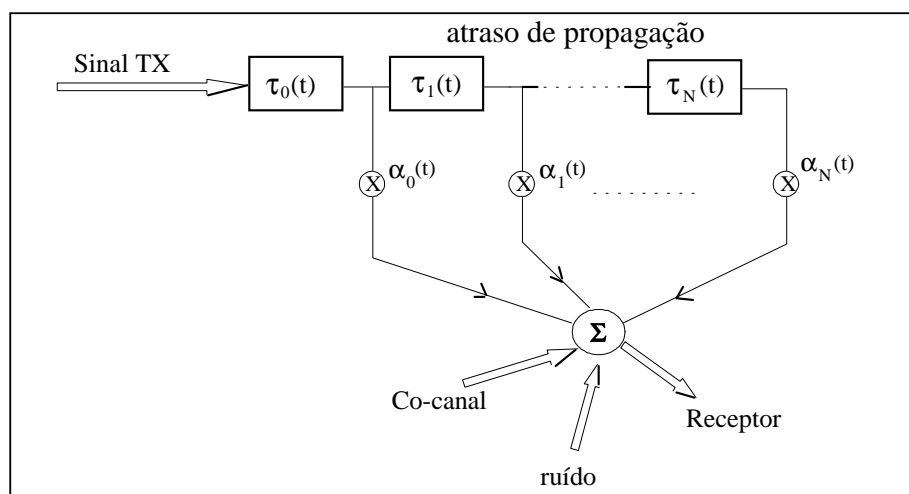 atraso de propagação
Sinal TX
τ₀(t)
τ₁(t)
τN(t)
X α₀(t)
X α₁(t)
X αN(t)
Σ
Co-canal
Receptor
ruído